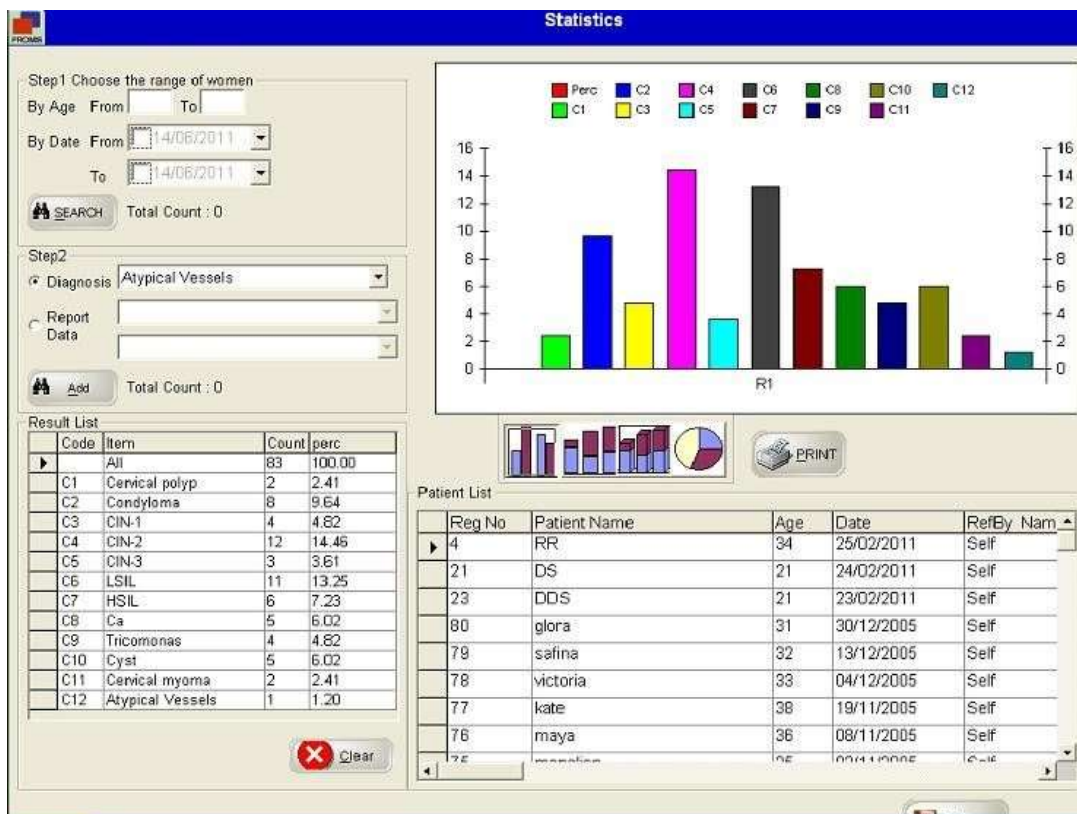 Statistics
PROMIS
Step1 Choose the range of women
By Age From To
By Date From 14/06/2011
To 14/06/2011
SEARCH Total Count : 0
Step2
Diagnosis Atypical Vessels
Report
Data
Add Total Count : 0
Result List
Code Item Count perc
All 83 100.00
C1 Cervical polyp 2 2.41
C2 Condyloma 8 9.64
C3 CIN-1 4 4.82
C4 CIN-2 12 14.46
C5 CIN-3 3 3.61
C6 LSIL 11 13.25
C7 HSIL 6 7.23
C8 Ca 5 6.02
C9 Tricomonas 4 4.82
C10 Cyst 5 6.02
C11 Cervical myoma 2 2.41
C12 Atypical Vessels 1 1.20
Clear
Perc C2 C4 C6 C8 C10 C12
C1 C3 C5 C7 C9 C11
16 16
14 14
12 12
10 10
8 8
6 6
4 4
2 2
0 0
R1
PRINT
Patient List
Reg No Patient Name Age Date RefBy Nam
4 RR 34 25/02/2011 Self
21 DS 21 24/02/2011 Self
23 DDS 21 23/02/2011 Self
80 glora 31 30/12/2005 Self
79 safina 32 13/12/2005 Self
78 victoria 33 04/12/2005 Self
77 kate 38 19/11/2005 Self
76 maya 36 08/11/2005 Self